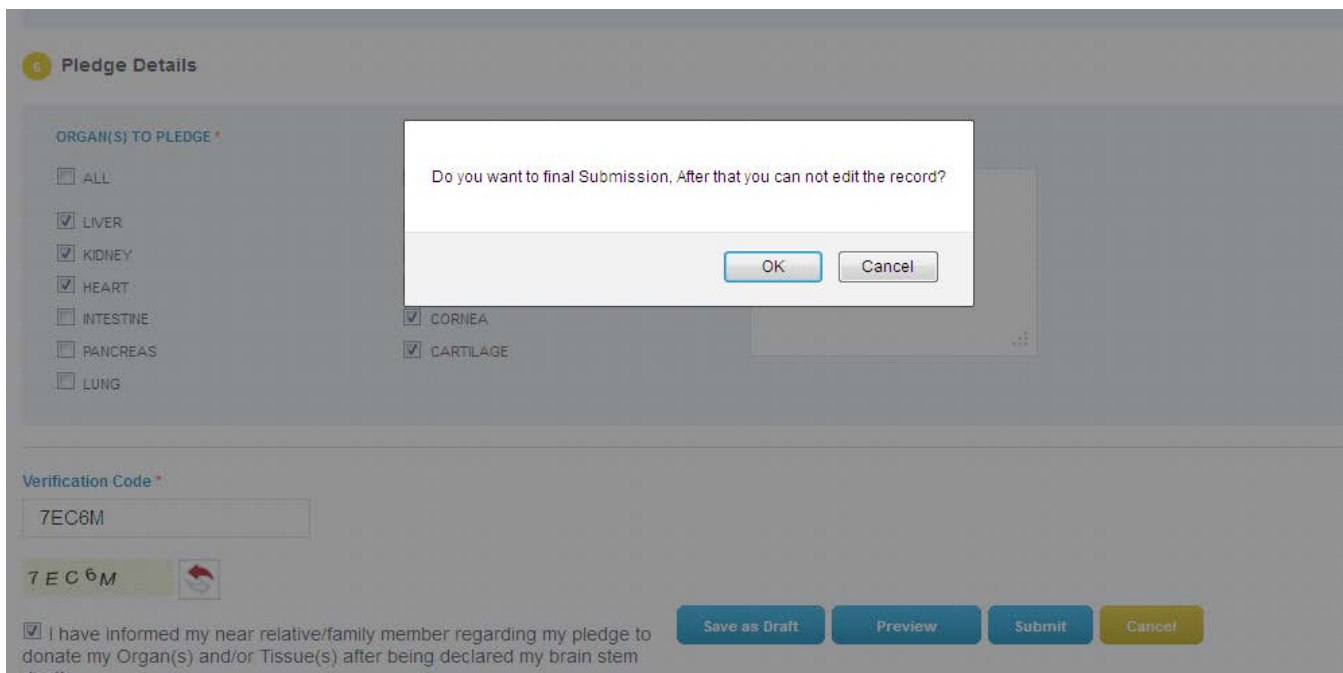 6 Pledge Details
ORGAN(S) TO PLEDGE *
ALL
Do you want to final Submission, After that you can not edit the record?
LIVER
KIDNEY
OK Cancel
HEART
INTESTINE CORNEA
PANCREAS CARTILAGE
LUNG
Verification Code *
7EC6M
7EC6M
I have informed my near relative/family member regarding my pledge to
donate my Organ(s) and/or Tissue(s) after being declared my brain stem
Save as Draft Preview Submit Cancel